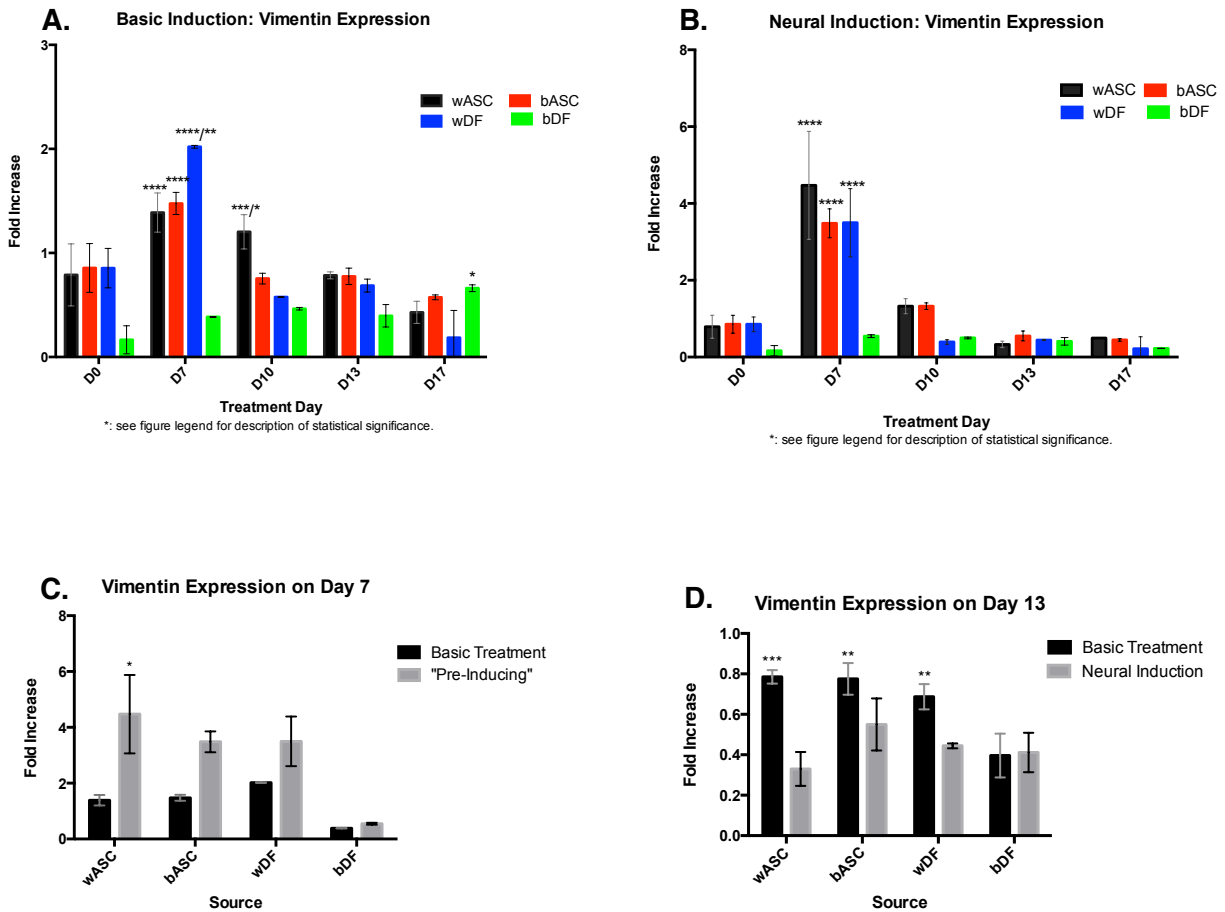 A.
Basic Induction: Vimentin Expression
3
2
1
0
Fold Increase
wASC
bASC
wDF
bDF
****
****
****/**
***/*
*
D0
D7
D10
D13
D17
Treatment Day
*: see figure legend for description of statistical significance.
B.
Neural Induction: Vimentin Expression
8
6
4
2
0
Fold Increase
wASC
bASC
wDF
bDF
****
****
****
D0
D7
D10
D13
D17
Treatment Day
*: see figure legend for description of statistical significance.
C.
Vimentin Expression on Day 7
8
6
4
2
0
Fold Increase
Basic Treatment
"Pre-Inducing"
*
wASC
bASC
wDF
bDF
Source
D.
Vimentin Expression on Day 13
1.0
0.8
0.6
0.4
0.2
0.0
Fold Increase
Basic Treatment
Neural Induction
***
**
**
wASC
bASC
wDF
bDF
Source